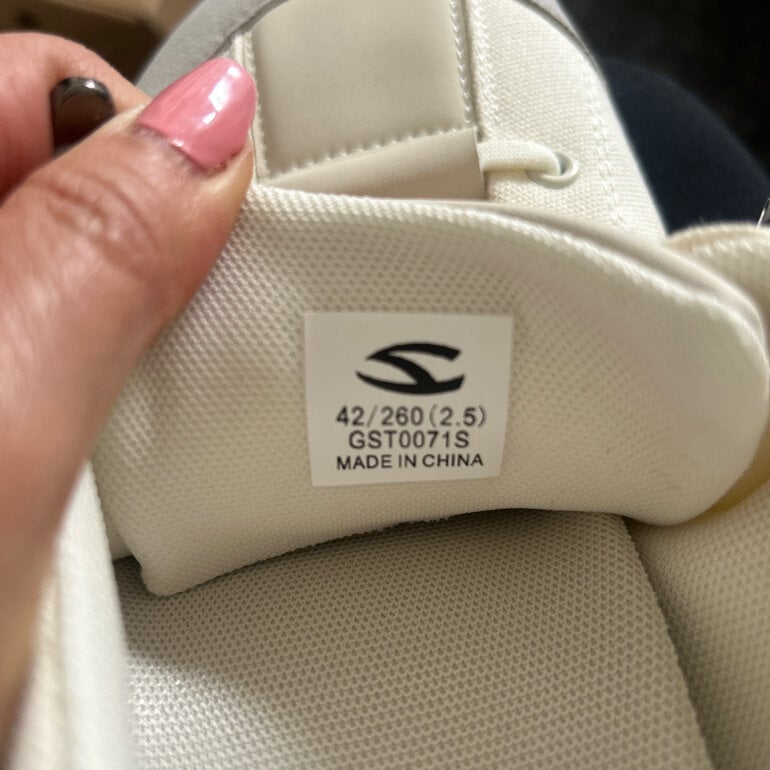 42/260(2.5)
GST0071S
MADE IN CHINA